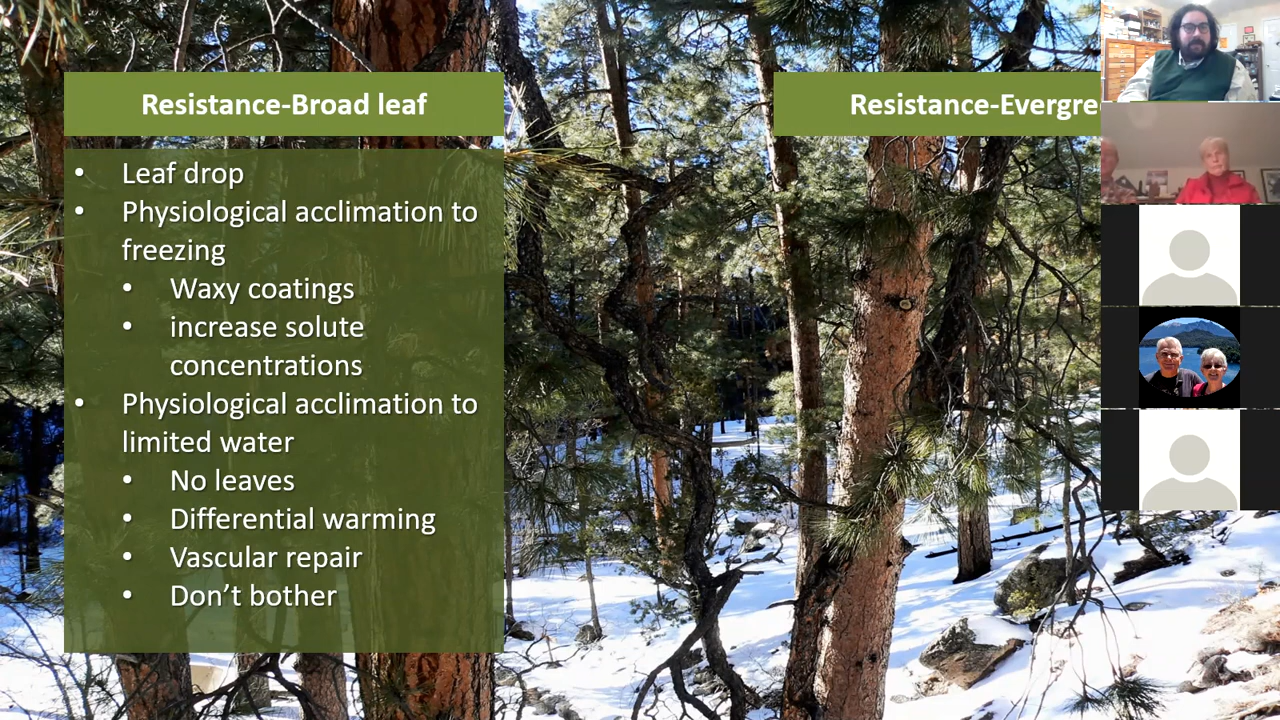 Resistance-Broad leaf
Resistance-Evergre
• Leaf drop
• Physiological acclimation to
freezing
• Waxy coatings
• increase solute
concentrations
• Physiological acclimation to
limited water
• No leaves
• Differential warming
• Vascular repair
• Don’t bother